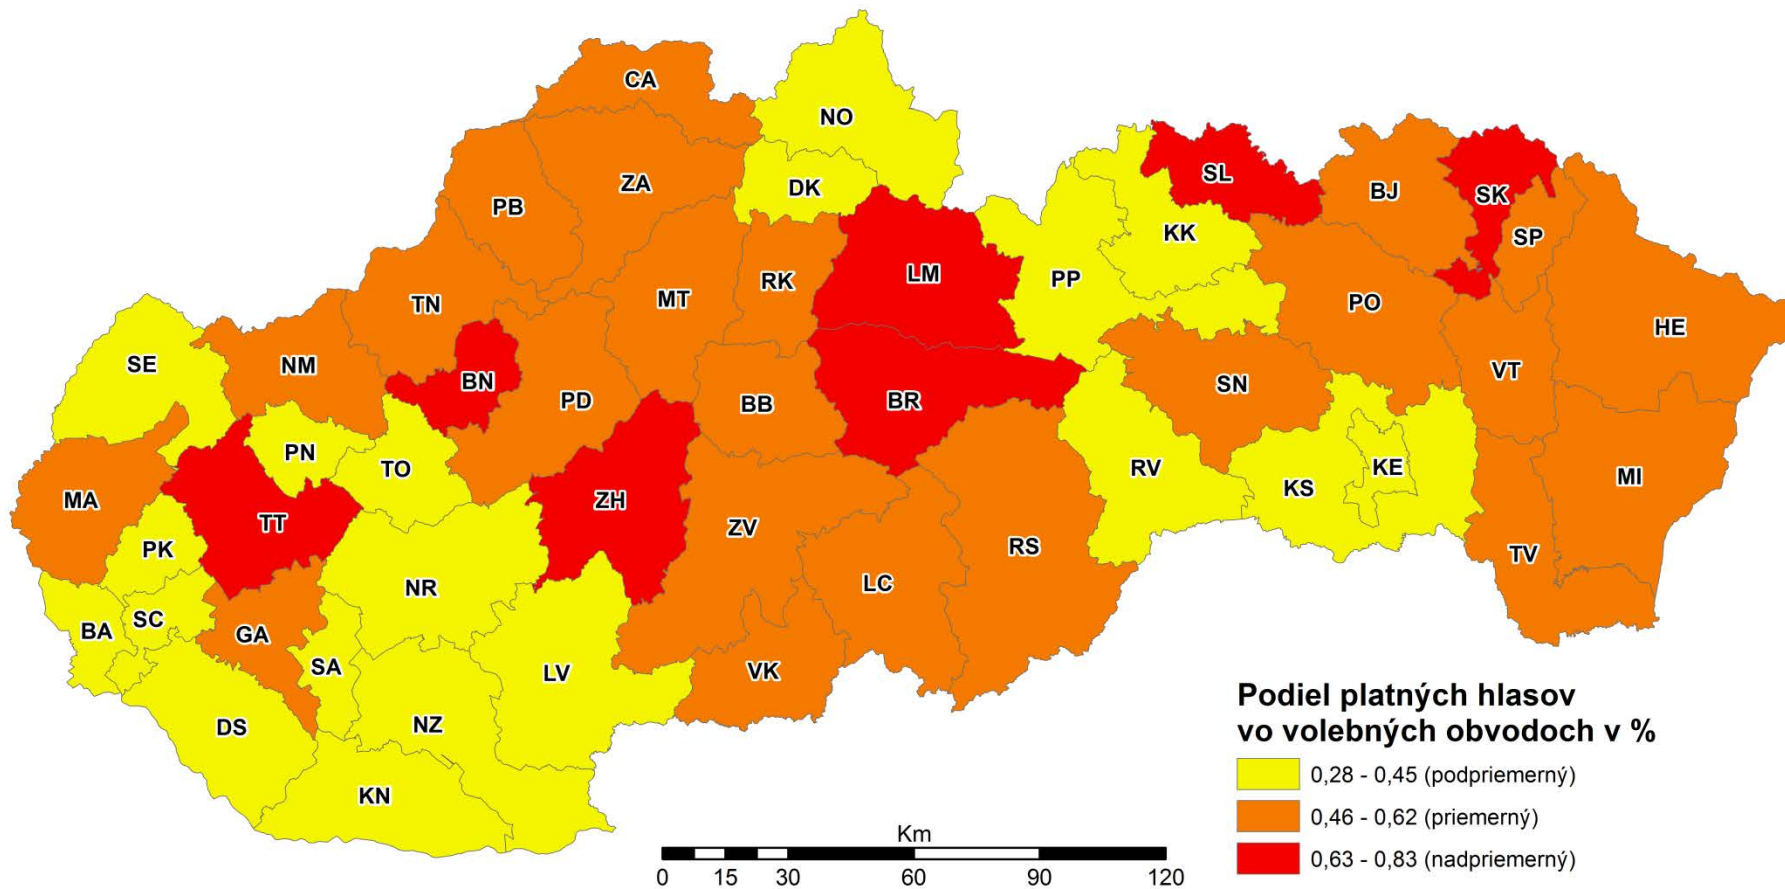 CA
NO
ZA
DK
SL
BJ
SK
PB
KK
SP
LM
PP
RK
MT
TN
PO
HE
SE
NM
BN
PD
BB
BR
SN
VT
PN
TO
RV
KE
KS
MI
MA
TT
ZH
ZV
PK
RS
TV
NR
LC
SC
BA
GA
SA
LV
VK
DS
NZ
KN
Podiel platných hlasov
vo volebných obvodoch v %
0,28 - 0,45 (podpriemerný)
0,46 - 0,62 (priemerný)
0,63 - 0,83 (nadpriemerný)
Km
0 15 30 60 90 120